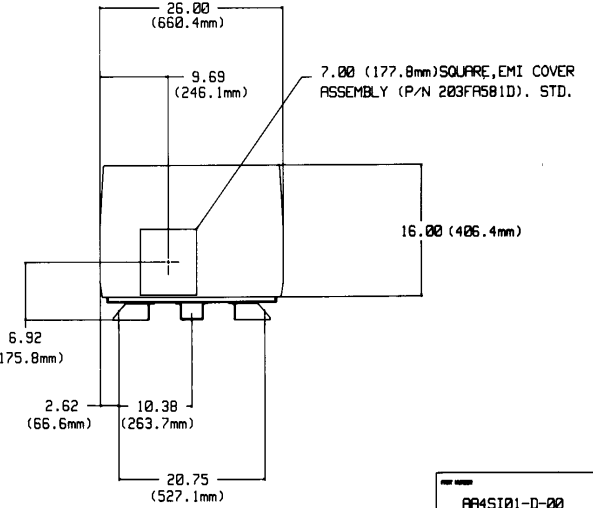 26.00
(660.4mm)
9.69
(246.1mm)
7.00 (177.8mm)SQUARE,EMI COVER
ASSEMBLY (P/N 203FA581D). STD.
16.00 (406.4mm)
6.92
175.8mm)
2.62
(66.6mm)
10.38
(263.7mm)
20.75
(527.1mm)
PART NUMBER
AA4SI01-D-00